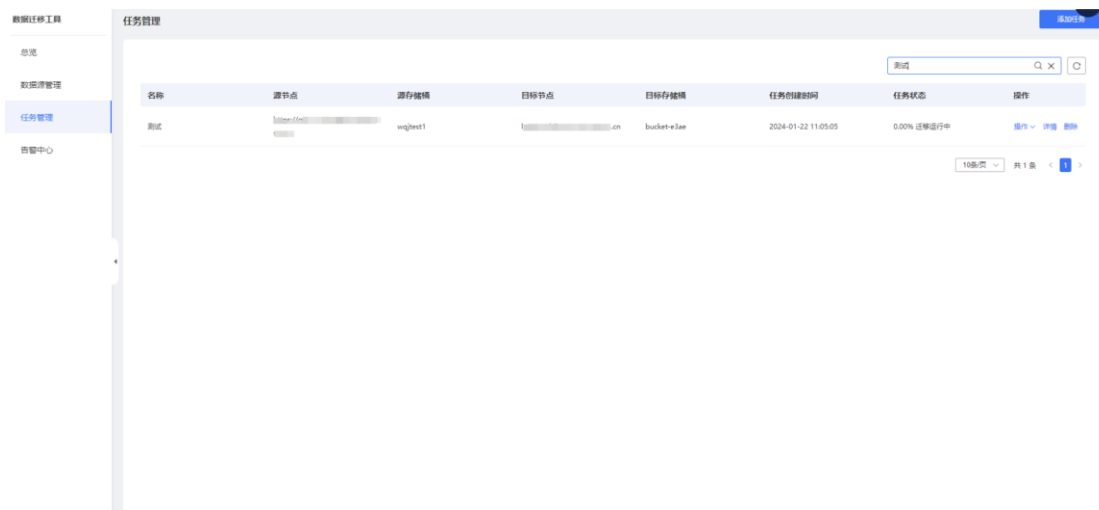 数据迁移工具
任务管理
添加任务
总览
数据源管理
任务管理
告警中心
测试
名称 源节点 源存储桶 目标节点 目标存储桶 任务创建时间 任务状态 操作
测试 wqjtest1 .cn bucket-e3ae 2024-01-22 11:05:05 0.00% 迁移运行中 操作 详情 删除
10条/页 共 1 条 < 1 >